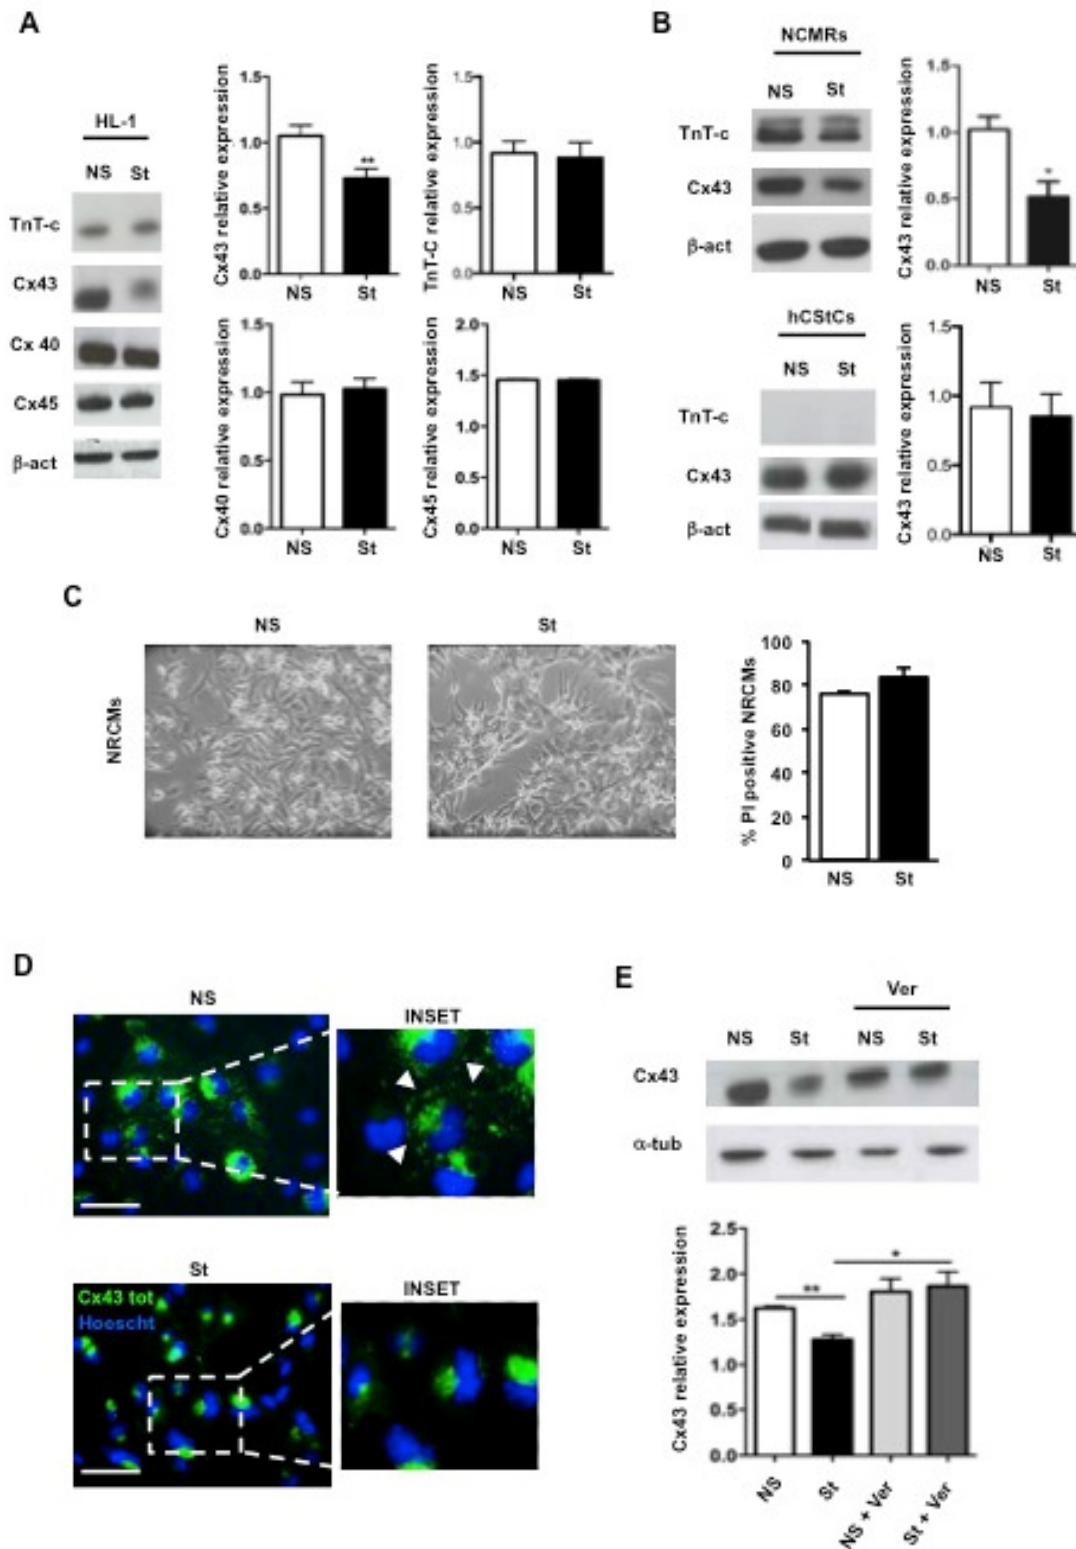 A
HL-1
NS St
TnT-c
Cx43
Cx 40
Cx45
β-act
Cx43 relative expression
1.5
1.0
0.5
0.0
**
NS St
TnT-C relative expression
1.5
1.0
0.5
0.0
NS St
Cx40 relative expression
1.5
1.0
0.5
0.0
NS St
Cx45 relative expression
2.0
1.5
1.0
0.5
0.0
NS St
B
NCMRs
NS St
TnT-c
Cx43
β-act
Cx43 relative expression
1.5
1.0
0.5
0.0
*
NS St
hCStCs
NS St
TnT-c
Cx43
β-act
Cx43 relative expression
1.5
1.0
0.5
0.0
NS St
C
NS
St
NRCMs
% PI positive NRCMs
100
80
60
40
20
0
NS St
D
NS
INSET
St
Cx43 tot
Hoescht
INSET
E
Ver
NS St NS St
Cx43
α-tub
Cx43 relative expression
2.5
2.0
1.5
1.0
0.5
0.0
**
*
NS
St
NS + Ver
St + Ver